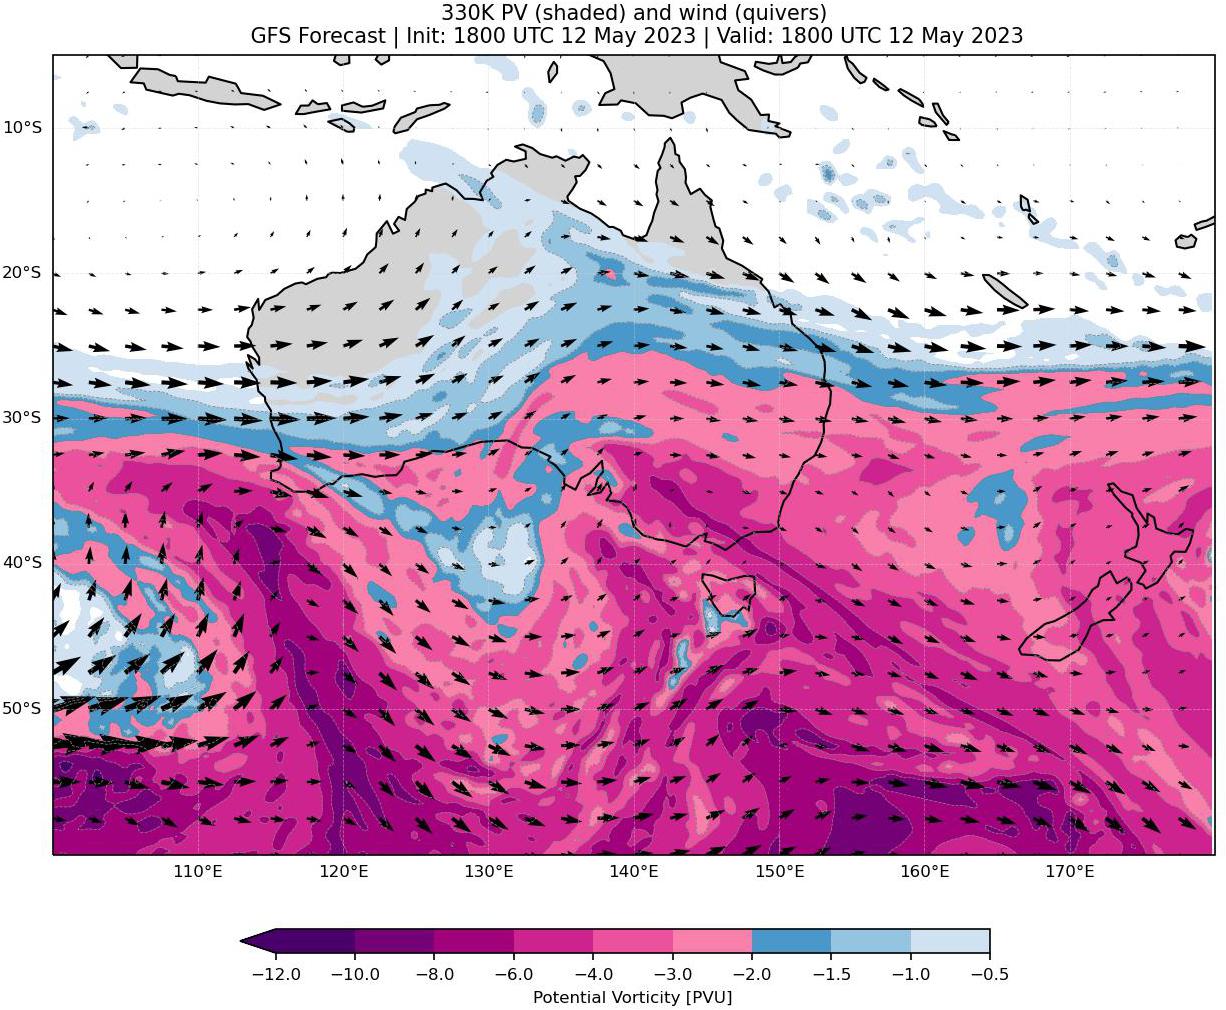 330K PV (shaded) and wind (quivers)
GFS Forecast | Init: 1800 UTC 12 May 2023 | Valid: 1800 UTC 12 May 2023
10°S
20°S
30°S
40°S
50°S
110°E 120°E 130°E 140°E 150°E 160°E 170°E
−12.0 −10.0 −8.0 −6.0 −4.0 −3.0 −2.0 −1.5 −1.0 −0.5
Potential Vorticity [PVU]